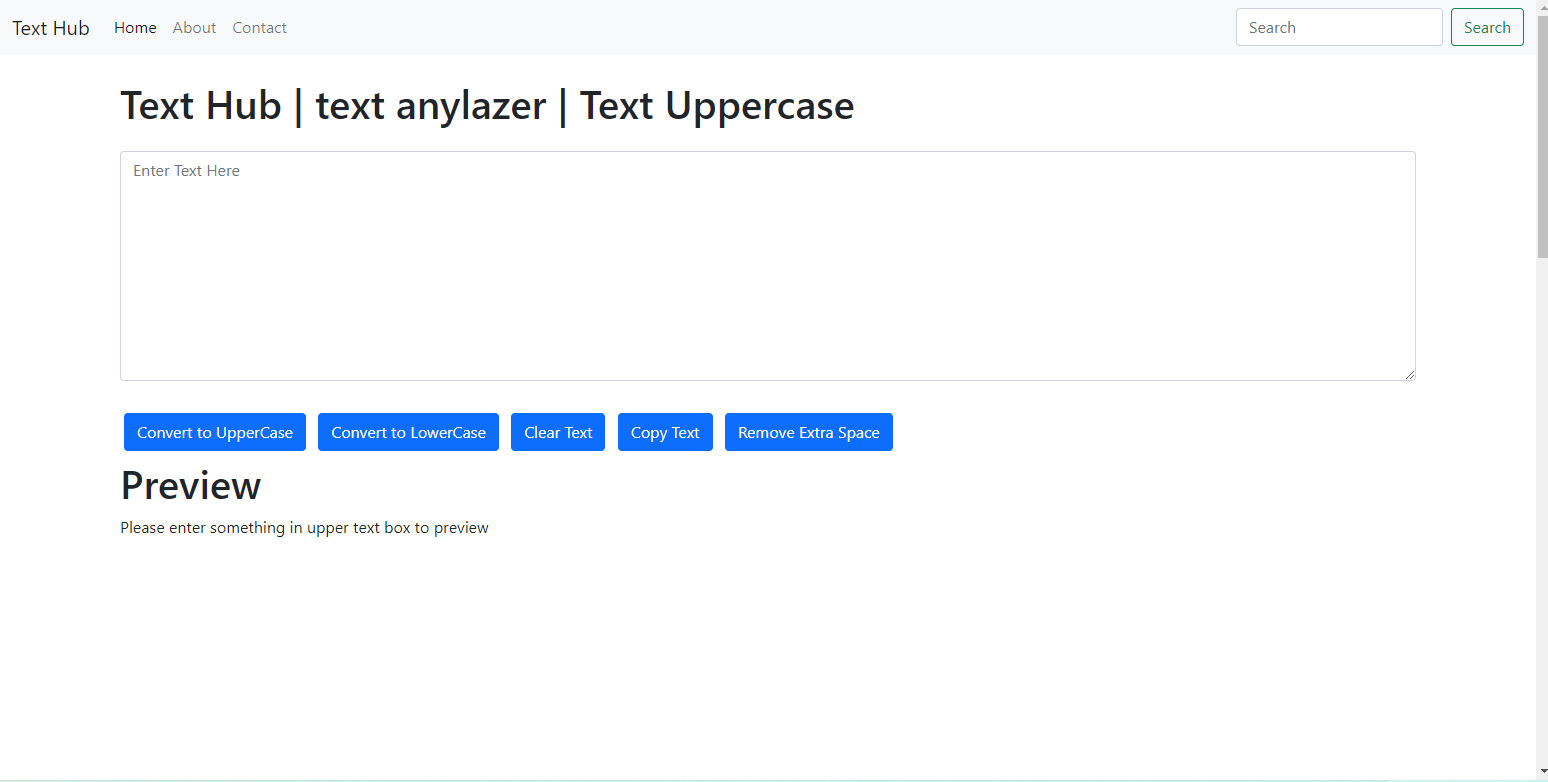 Text Hub Home About Contact Search Search
Text Hub | text anylazer | Text Uppercase
Enter Text Here
Convert to UpperCase Convert to LowerCase Clear Text Copy Text Remove Extra Space
Preview
Please enter something in upper text box to preview